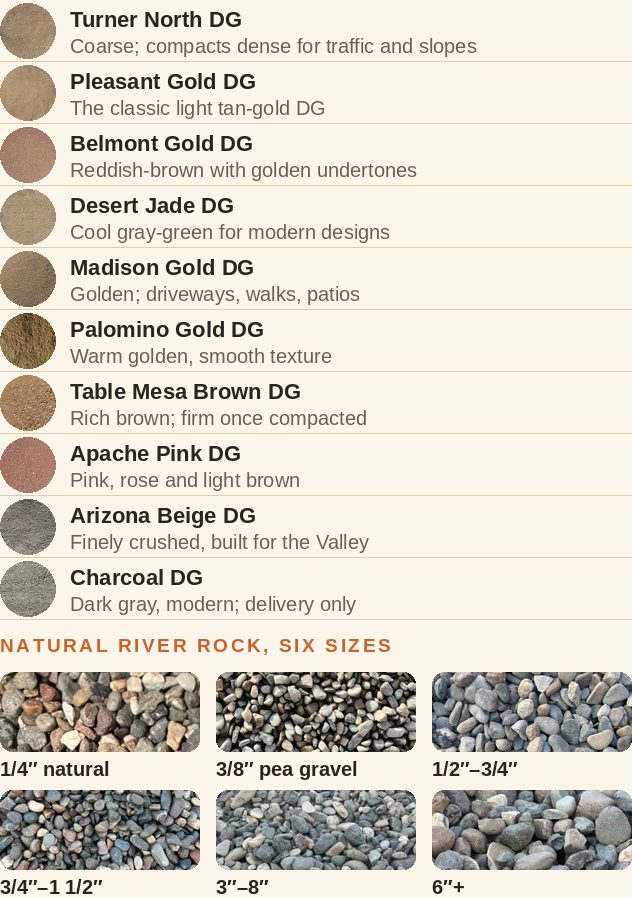 Turner North DG
Coarse; compacts dense for traffic and slopes
Pleasant Gold DG
The classic light tan-gold DG
Belmont Gold DG
Reddish-brown with golden undertones
Desert Jade DG
Cool gray-green for modern designs
Madison Gold DG
Golden; driveways, walks, patios
Palomino Gold DG
Warm golden, smooth texture
Table Mesa Brown DG
Rich brown; firm once compacted
Apache Pink DG
Pink, rose and light brown
Arizona Beige DG
Finely crushed, built for the Valley
Charcoal DG
Dark gray, modern; delivery only
NATURAL RIVER ROCK, SIX SIZES
1/4″ natural
3/8″ pea gravel
1/2″–3/4″
3/4″–1 1/2″
3″–8″
6″+